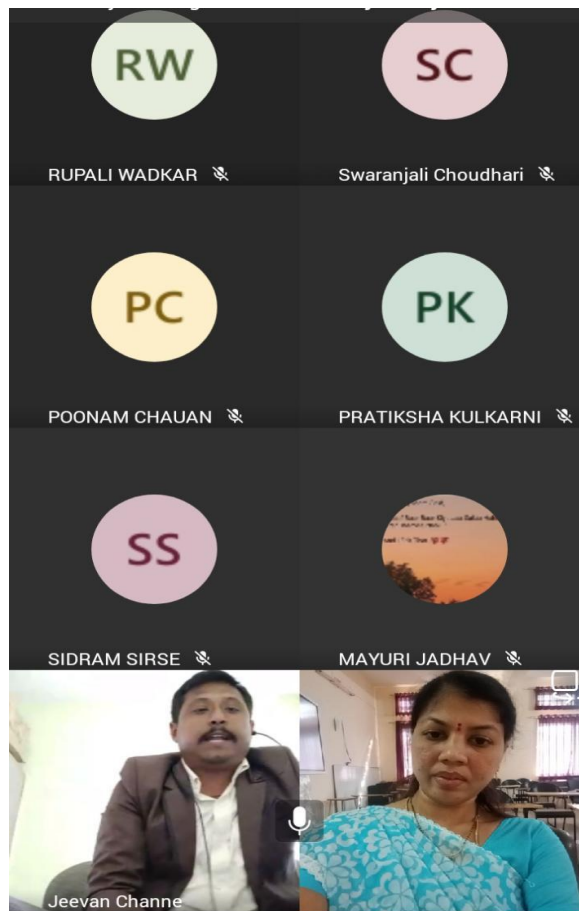 RW
SC
RUPALI WADKAR
Swaranjali Choudhari
PC
PK
POONAM CHAUAN
PRATIKSHA KULKARNI
SS
SIDRAM SIRSE
MAYURI JADHAV
Jeevan Channe